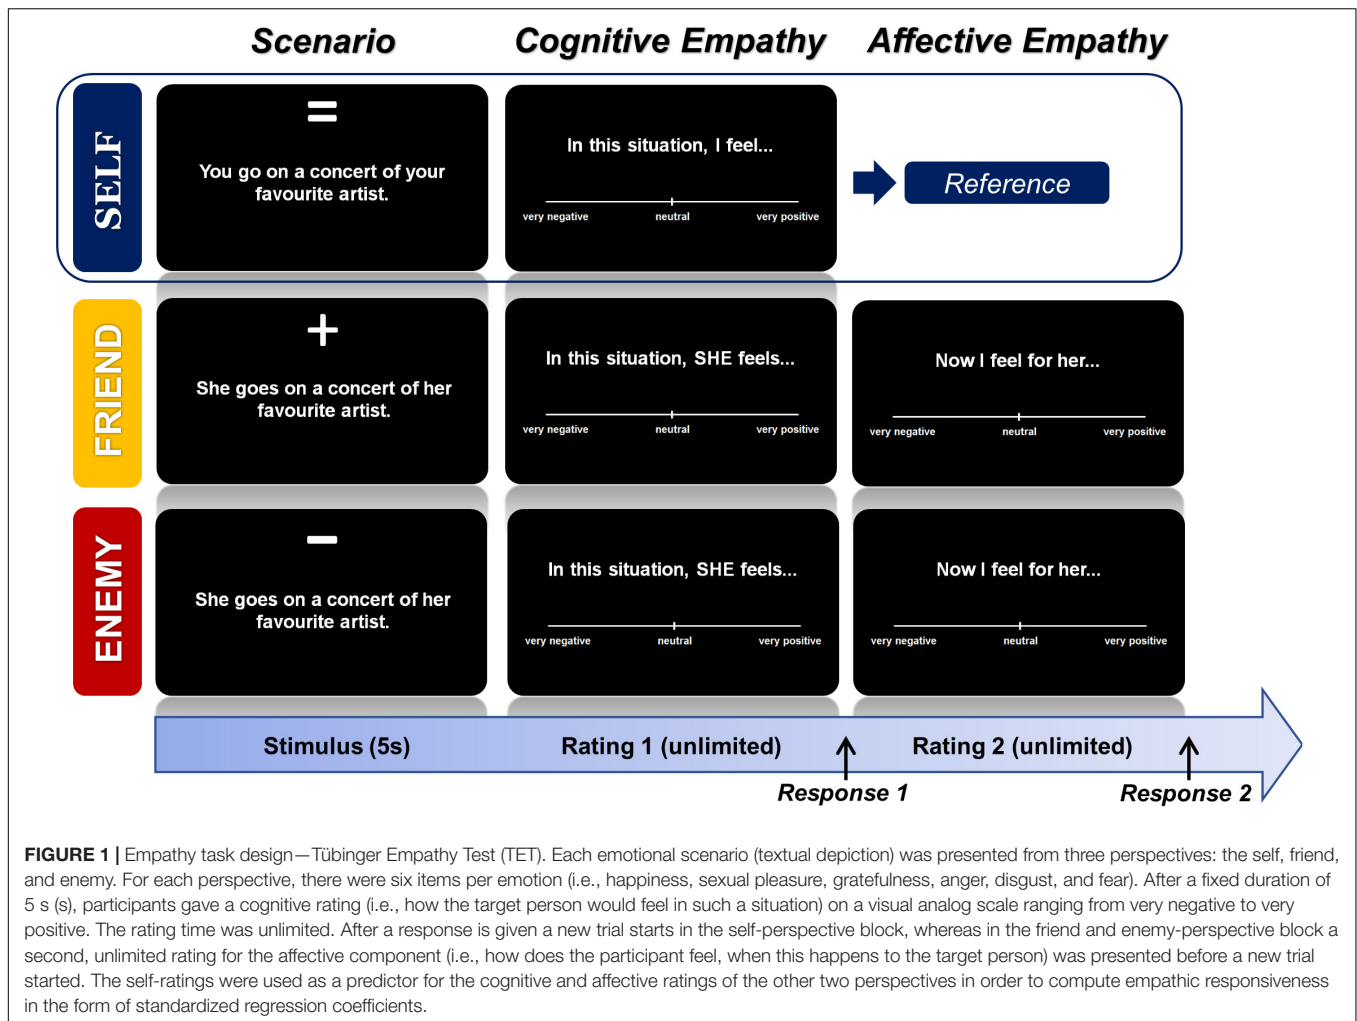 Scenario Cognitive Empathy Affective Empathy
SELF
=
You go on a concert of your
favourite artist.
In this situation, I feel...
very negative neutral very positive
Reference
FRIEND
+
She goes on a concert of her
favourite artist.
In this situation, SHE feels...
very negative neutral very positive
Now I feel for her...
very negative neutral very positive
ENEMY
−
She goes on a concert of her
favourite artist.
In this situation, SHE feels...
very negative neutral very positive
Now I feel for her...
very negative neutral very positive
Stimulus (5s) Rating 1 (unlimited) Rating 2 (unlimited)
Response 1 Response 2
FIGURE 1 | Empathy task design—Tübinger Empathy Test (TET). Each emotional scenario (textual depiction) was presented from three perspectives: the self, friend,
and enemy. For each perspective, there were six items per emotion (i.e., happiness, sexual pleasure, gratefulness, anger, disgust, and fear). After a fixed duration of
5 s (s), participants gave a cognitive rating (i.e., how the target person would feel in such a situation) on a visual analog scale ranging from very negative to very
positive. The rating time was unlimited. After a response is given a new trial starts in the self-perspective block, whereas in the friend and enemy-perspective block a
second, unlimited rating for the affective component (i.e., how does the participant feel, when this happens to the target person) was presented before a new trial
started. The self-ratings were used as a predictor for the cognitive and affective ratings of the other two perspectives in order to compute empathic responsiveness
in the form of standardized regression coefficients.